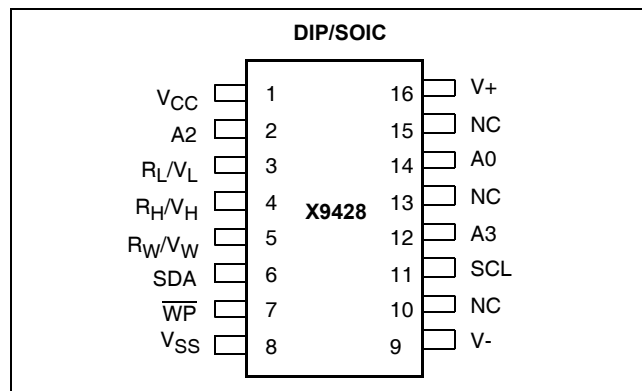 DIP/SOIC
VCC 1 16 V+
A2 2 15 NC
RL/VL 3 14 A0
RH/VH 4 X9428 13 NC
RW/VW 5 12 A3
SDA 6 11 SCL
W̅P̅ 7 10 NC
VSS 8 9 V-